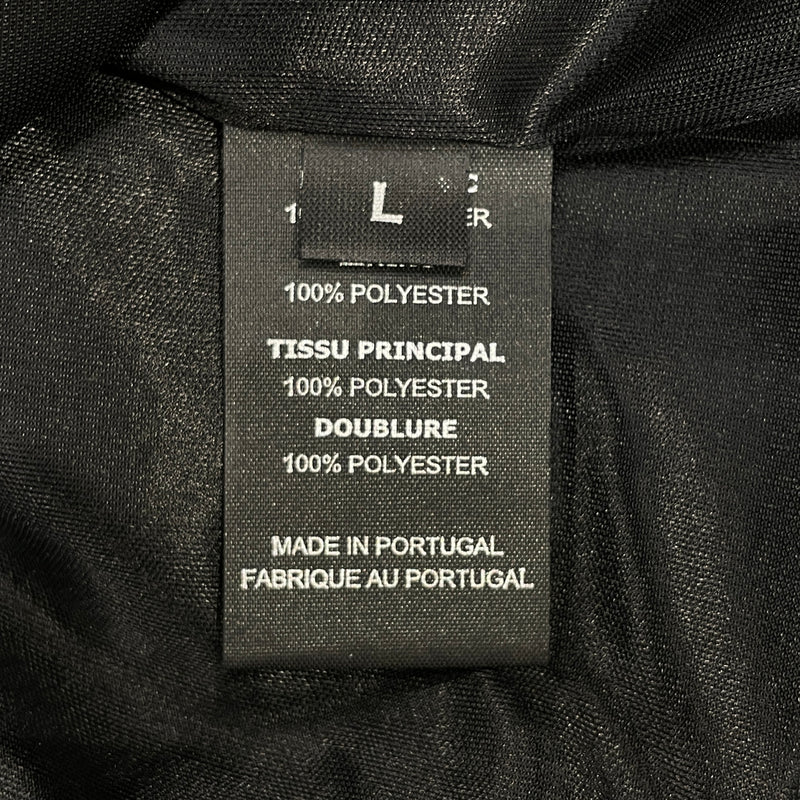 L
100% POLYESTER
TISSU PRINCIPAL
100% POLYESTER
DOUBLURE
100% POLYESTER
MADE IN PORTUGAL
FABRIQUE AU PORTUGAL